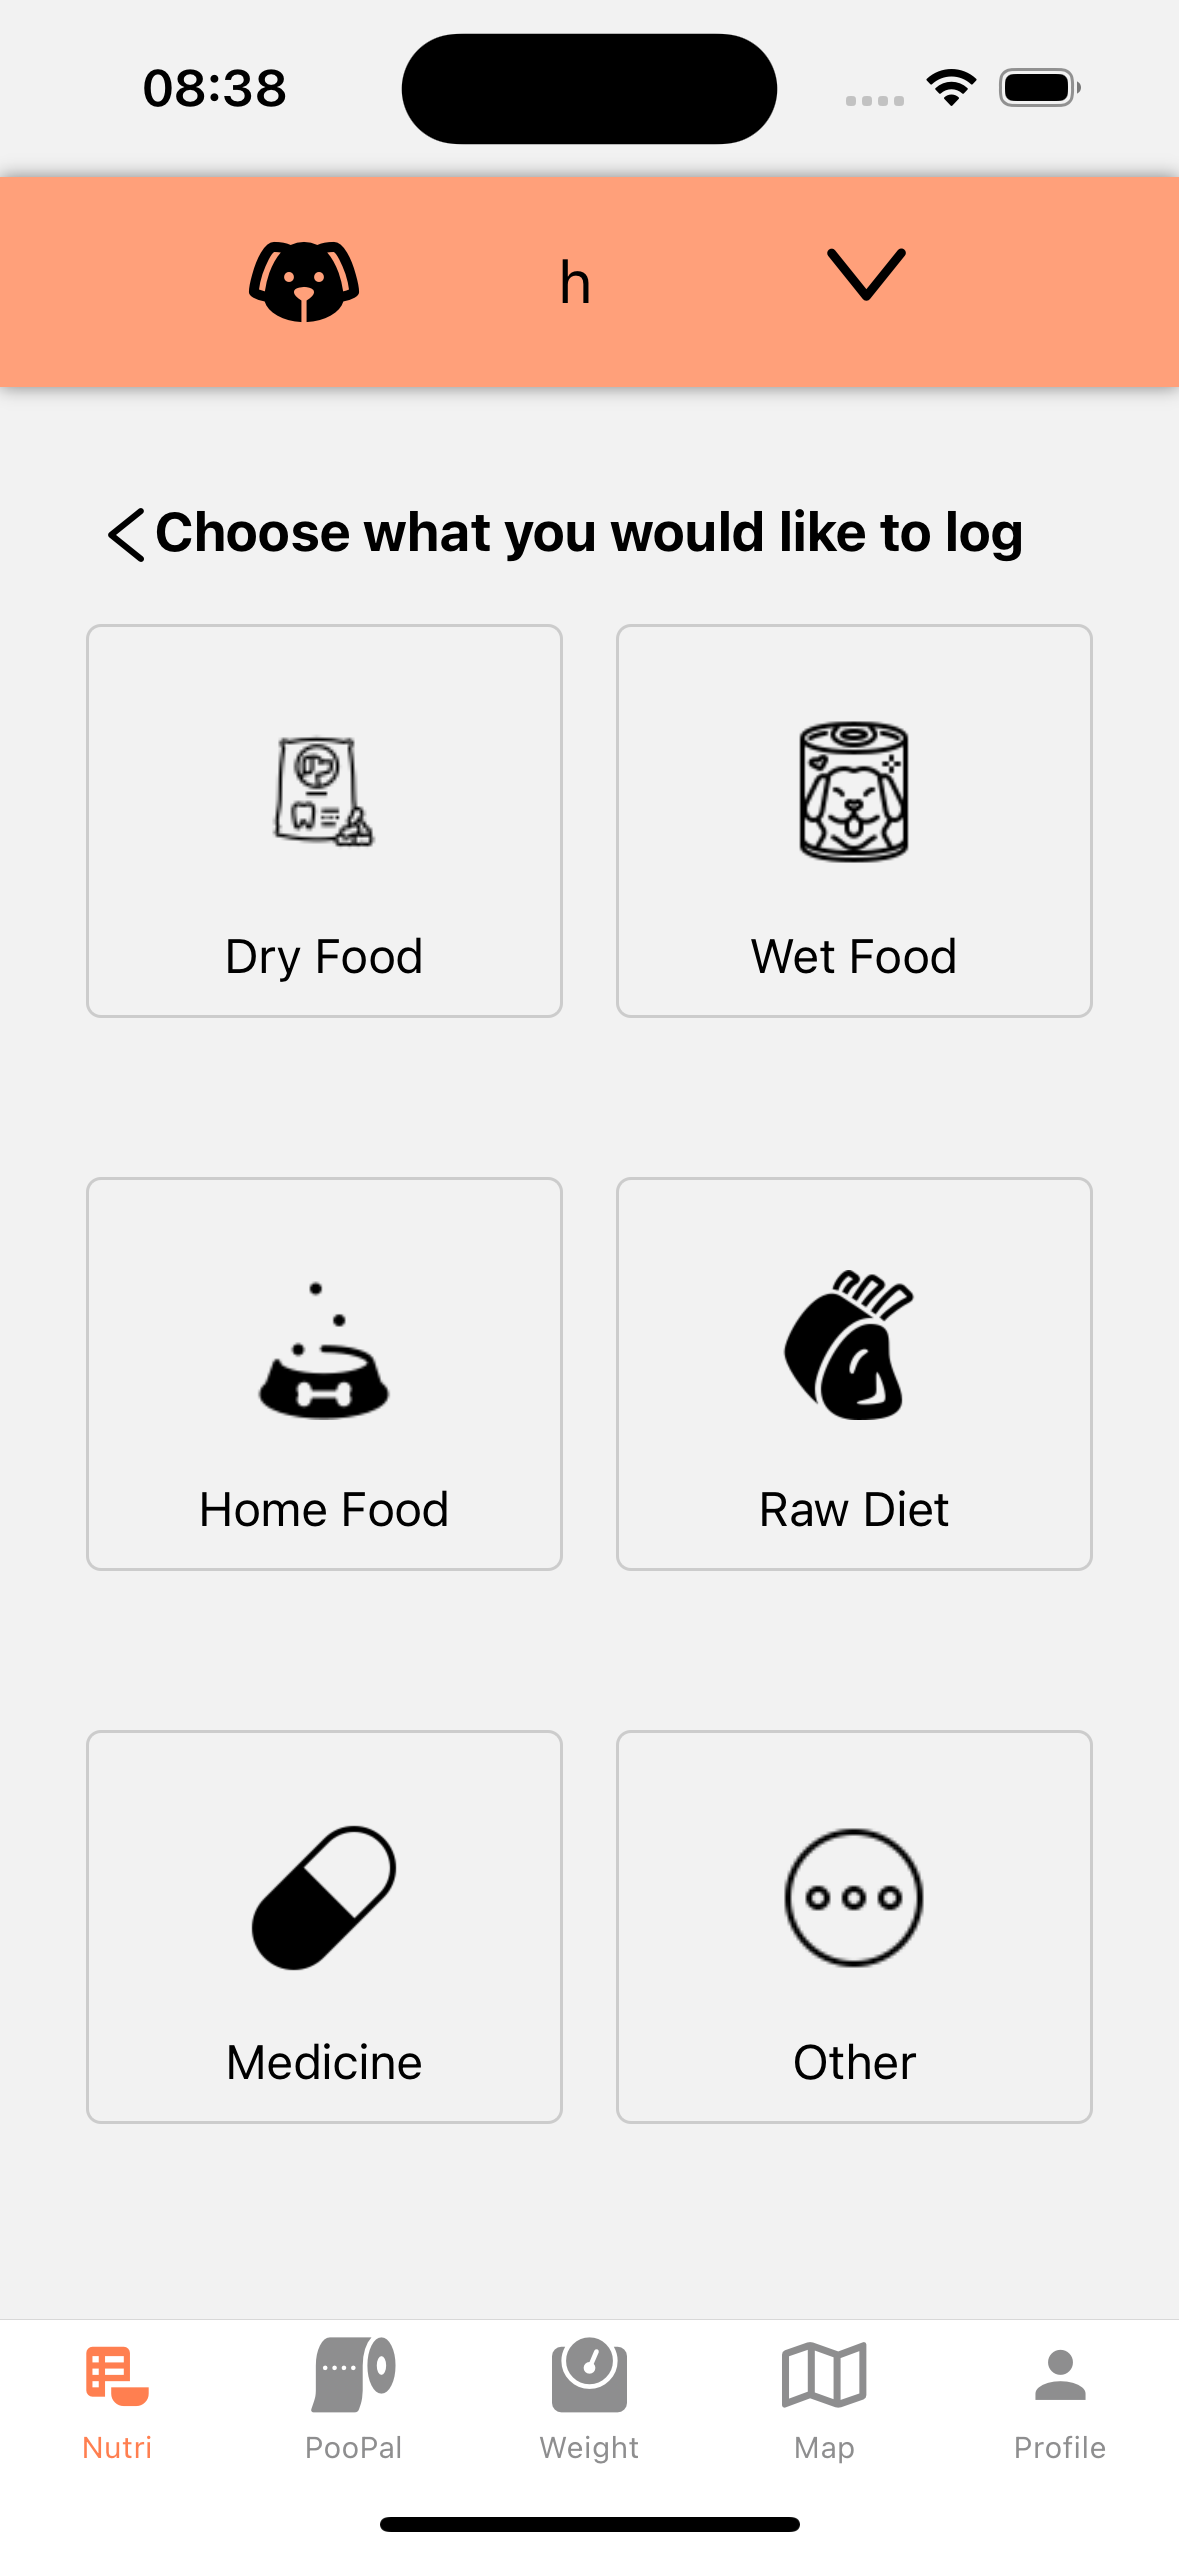 08:38
h
Choose what you would like to log
Dry Food
Wet Food
Home Food
Raw Diet
Medicine
Other
Nutri
PooPal
Weight
Map
Profile